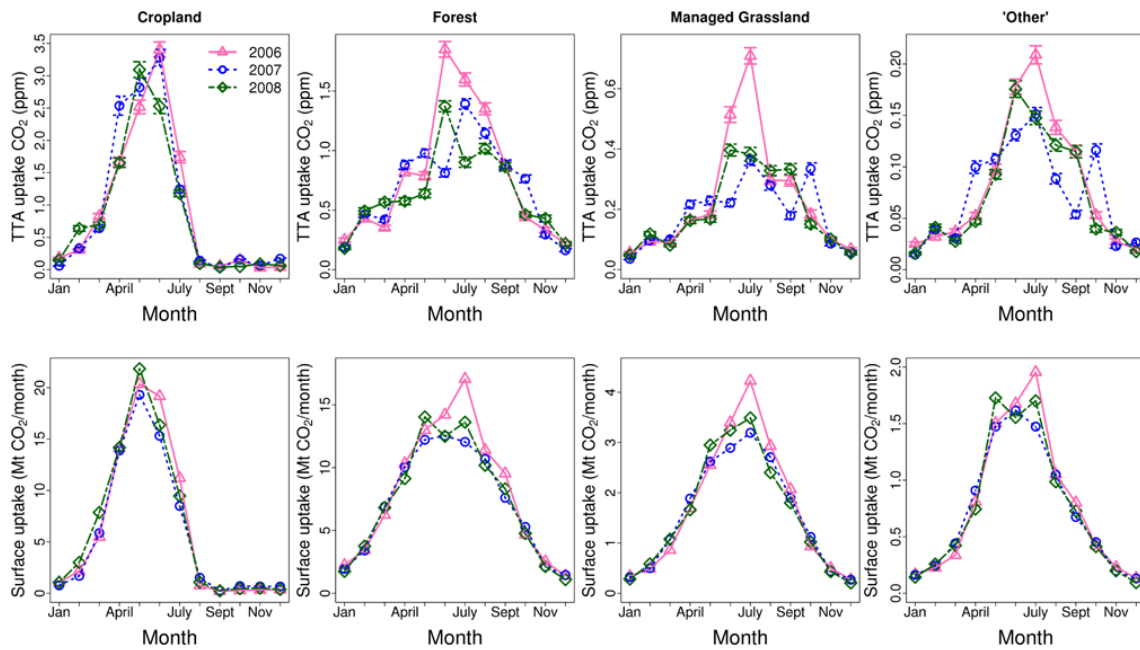 Cropland
Forest
Managed Grassland
'Other'
TTA uptake CO2 (ppm)
0.0 0.5 1.0 1.5 2.0 2.5 3.0 3.5
2006
2007
2008
Jan April July Nov
Month
TTA uptake CO2 (ppm)
0.0 0.5 1.0 1.5
Jan April July Sept Nov
Month
TTA uptake CO2 (ppm)
0.0 0.2 0.4 0.6
Jan April July Sept Nov
Month
TTA uptake CO2 (ppm)
0.00 0.05 0.10 0.15 0.20
Jan April July Sept Nov
Month
Surface uptake (Mt CO2/month)
0 5 10 15 20
Jan April July Nov
Month
Surface uptake (Mt CO2/month)
0 5 10 15
Jan April July Sept Nov
Month
Surface uptake (Mt CO2/month)
0 1 2 3 4
Jan April July Sept Nov
Month
Surface uptake (Mt CO2/month)
0.0 0.5 1.0 1.5 2.0
Jan April July Sept Nov
Month